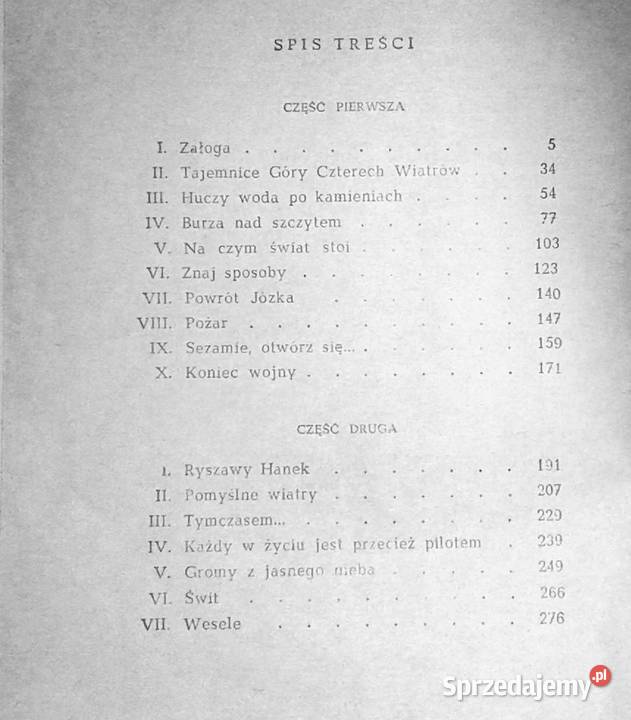 SPIS TREŚCI
CZĘŚĆ PIERWSZA
I. Załoga . . . . . . . . . . 5
II. Tajemnice Góry Czterech Wiatrów . . 34
III. Huczy woda po kamieniach . . . . 54
IV. Burza nad szczytem . . . . . . 77
V. Na czym świat stoi . . . . . . 103
VI. Znaj sposoby . . . . . . . . 123
VII. Powrót Józka . . . . . . . 140
VIII. Pożar . . . . . . . . . . 147
IX. Sezamie, otwórz się... . . . . . . 159
X. Koniec wojny . . . . . . . . 171
CZĘŚĆ DRUGA
I. Ryszawy Hanek . . . . . . . 191
II. Pomyślne wiatry . . . . . . . 207
III. Tymczasem... . . . . . . . . 229
IV. Każdy w życiu jest przecież pilotem . 239
V. Gromy z jasnego nieba . . . . . 249
VI. Świt . . . . . . . . . 266
VII. Wesele . . . . . . . . . 276
Sprzedajemy.pl